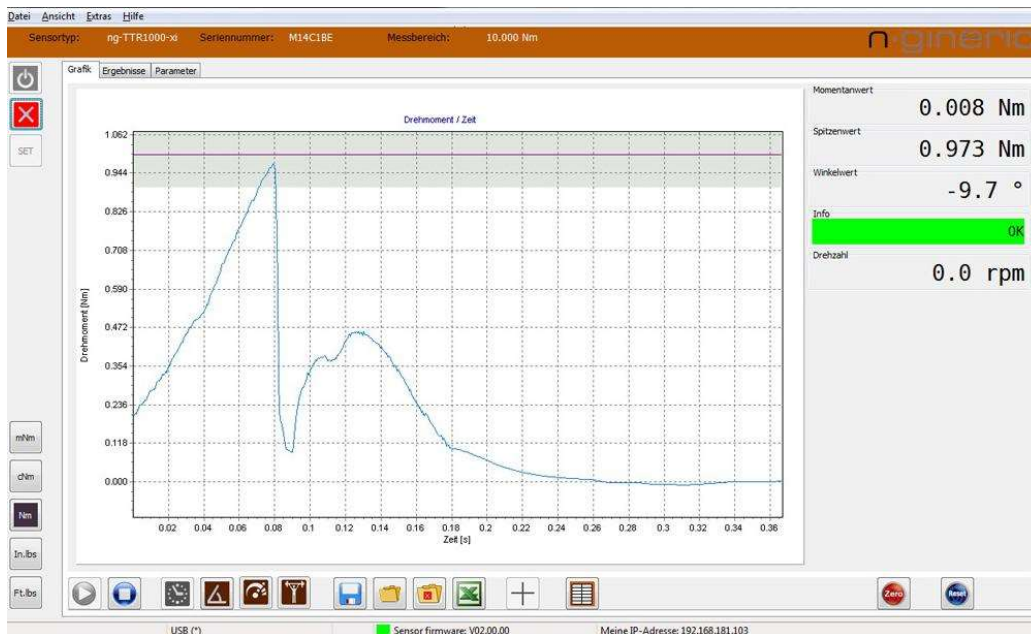 Datei Ansicht Extras Hilfe
Sensortyp: ng-TTR1000-xi Seriennummer: M14C1BE Messbereich: 10.000 Nm
n-gineric
Grafik Ergebnisse Parameter
SET
Drehmoment / Zeit
1.062
0.944
0.826
0.708
0.590
0.472
0.354
0.236
0.118
0.000
Drehmoment [Nm]
0.02 0.04 0.06 0.08 0.1 0.12 0.14 0.16 0.18 0.2 0.22 0.24 0.26 0.28 0.3 0.32 0.34 0.36
Zeit [s]
Momentanwert
0.008 Nm
Spitzenwert
0.973 Nm
Winkelwert
-9.7 °
Info
OK
Drehzahl
0.0 rpm
mNm
cNm
Nm
In.lbs
Ft.lbs
Zero
Reset
USB (*) Sensor firmware: V02.00.00 Meine IP-Adresse: 192.168.181.103